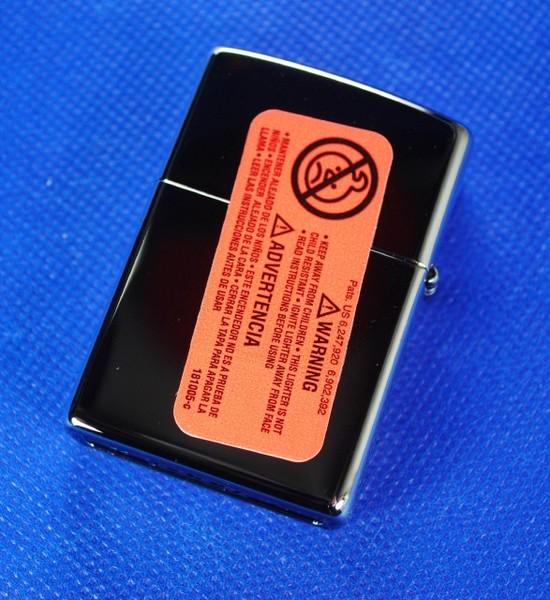 Pats. US 6,247,920 6,902,392
⚠ WARNING
• KEEP AWAY FROM CHILDREN • THIS LIGHTER IS NOT
CHILD RESISTANT • IGNITE LIGHTER AWAY FROM FACE
• READ INSTRUCTIONS BEFORE USING
⚠ ADVERTENCIA
• MANTENER ALEJADO DE LOS NIÑOS • ESTE ENCENDEDOR NO ES A PRUEBA DE
NIÑOS • ENCENDER ALEJADO DE LA CARA • CERRAR LA TAPA PARA APAGAR LA
LLAMA • LEER LAS INSTRUCCIONES ANTES DE USAR
181005-C